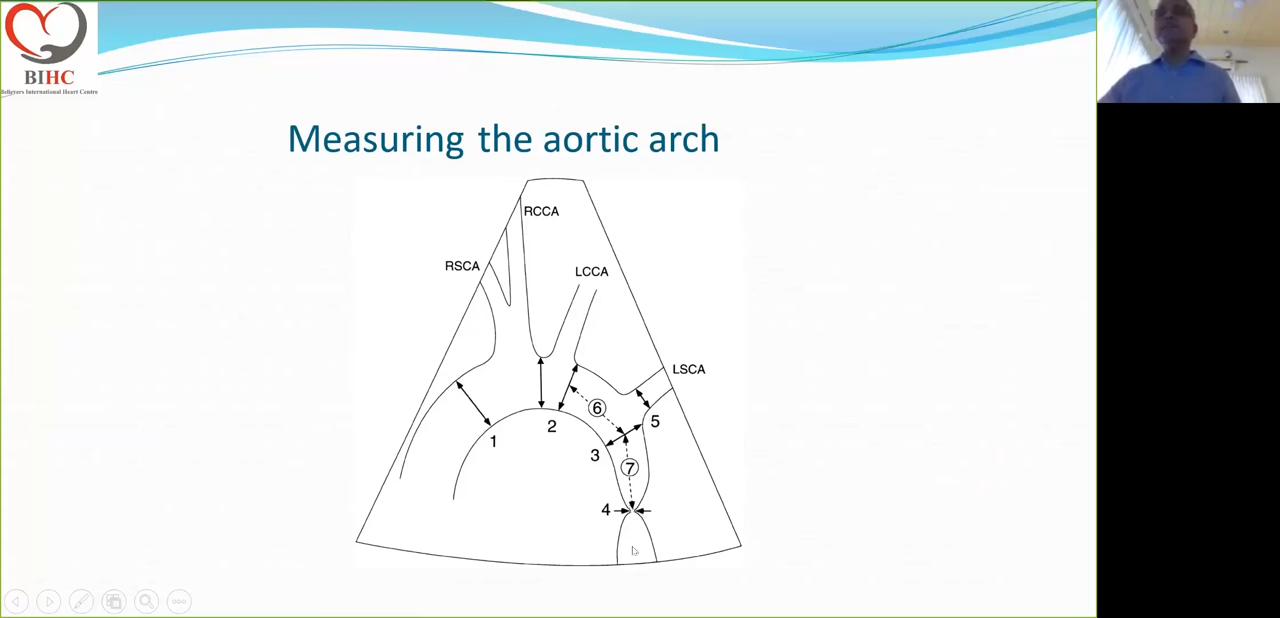 BIHC
Believers International Heart Centre
Measuring the aortic arch
RCCA
RSCA
LCCA
LSCA
6
5
2
1
3
7
4